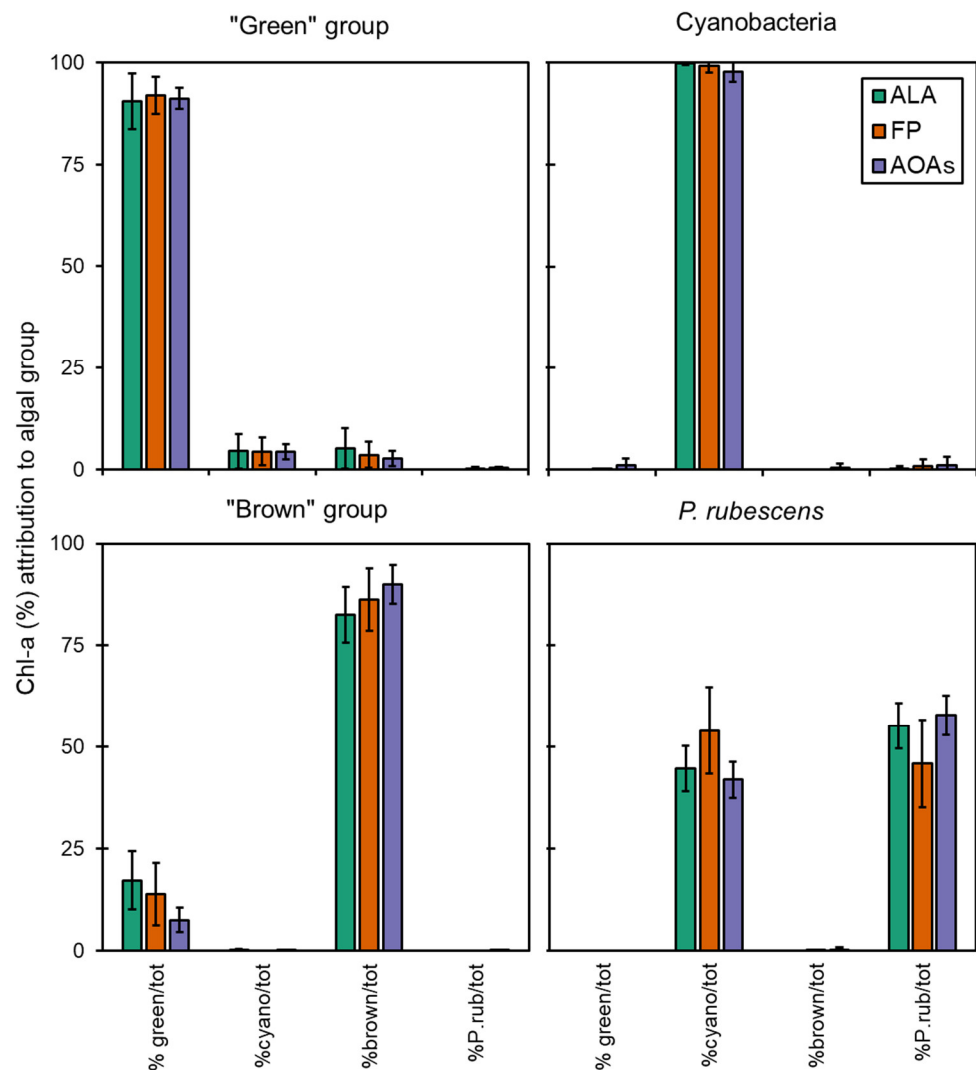 "Green" group
Cyanobacteria
100
75
50
25
0
ALA
FP
AOAs
Chl-a (%) attribution to algal group
"Brown" group
P. rubescens
100
75
50
25
0
% green/tot
%cyano/tot
%brown/tot
%P.rub/tot
% green/tot
%cyano/tot
%brown/tot
%P.rub/tot